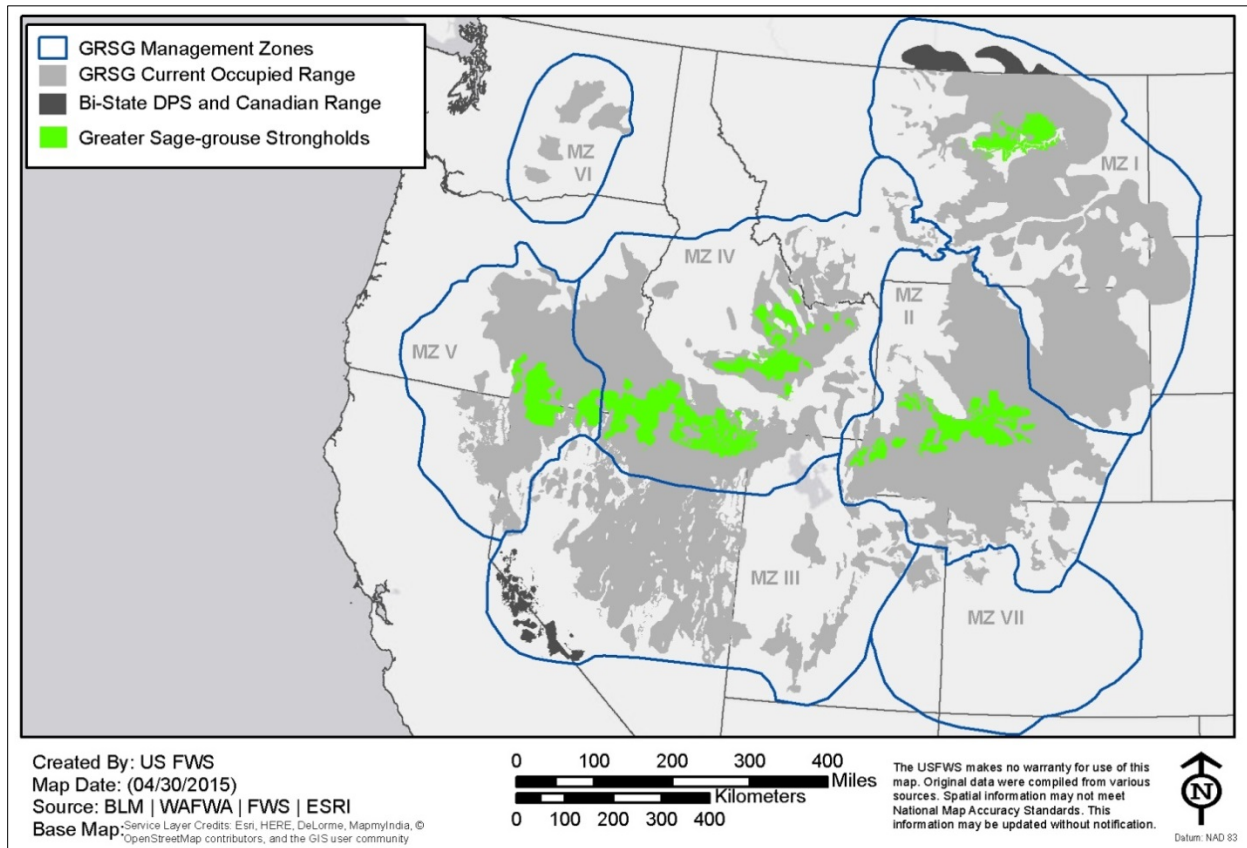 GRSG Management Zones
GRSG Current Occupied Range
Bi-State DPS and Canadian Range
Greater Sage-grouse Strongholds
MZ
VI
MZ I
MZ IV
MZ
II
MZ V
MZ III
MZ VII
Created By: US FWS
Map Date: (04/30/2015)
Source: BLM | WAFWA | FWS | ESRI
Base Map: Service Layer Credits: Esri, HERE, DeLorme, MapmyIndia, ©
OpenStreetMap contributors, and the GIS user community
0 100 200 300 400
Miles
Kilometers
0 100 200 300 400
The USFWS makes no warranty for use of this
map. Original data were compiled from various
sources. Spatial information may not meet
National Map Accuracy Standards. This
information may be updated without notification.
N
Datum: NAD 83